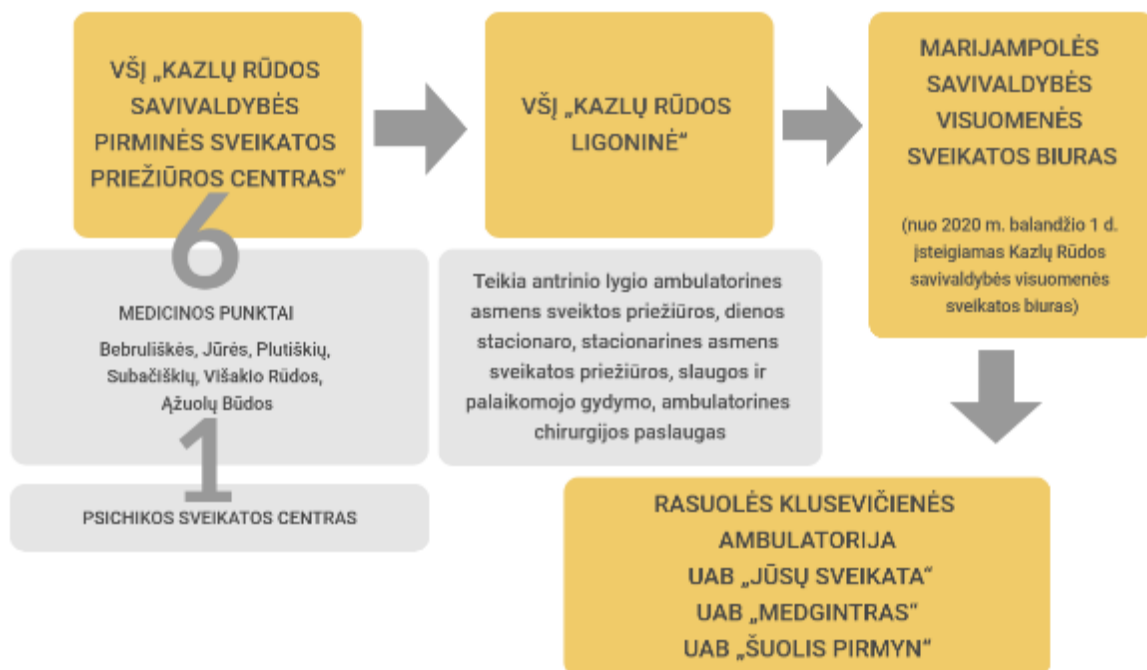 VŠĮ „KAZLŲ RŪDOS
SAVIVALDYBĖS
PIRMINĖS SVEIKATOS
PRIEŽIŪROS CENTRAS“
6
MEDICINOS PUNKTAI
Bebruliškės, Jūrės, Plutiškių,
Subačiškių, Višakio Rūdos,
Ąžuolų Būdos
1
PSICHIKOS SVEIKATOS CENTRAS
VŠĮ „KAZLŲ RŪDOS
LIGONINĖ“
Teikia antrinio lygio ambulatorines
asmens sveiktos priežiūros, dienos
stacionaro, stacionarines asmens
sveikatos priežiūros, slaugos ir
palaikomojo gydymo, ambulatorines
chirurgijos paslaugas
MARIJAMPOLĖS
SAVIVALDYBĖS
VISUOMENĖS
SVEIKATOS BIURAS
(nuo 2020 m. balandžio 1 d.
įsteigiamas Kazlų Rūdos
savivaldybės visuomenės
sveikatos biuras)
RASUOLĖS KLUSEVIČIENĖS
AMBULATORIJA
UAB „JŪSŲ SVEIKATA“
UAB „MEDGINTRAS“
UAB „ŠUOLIS PIRMYN“